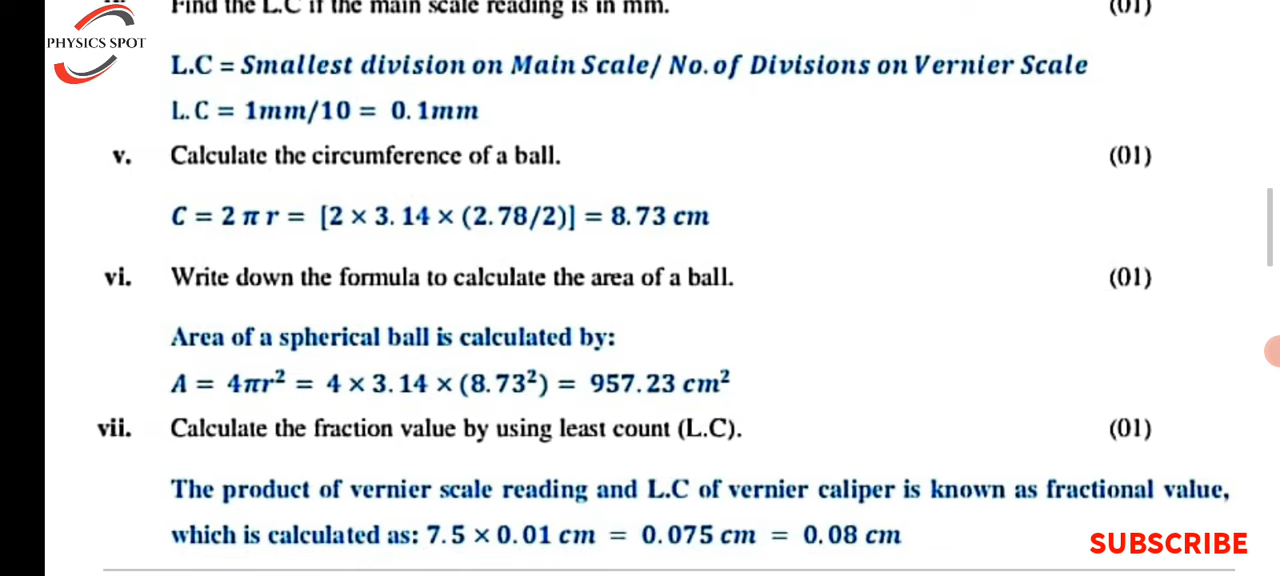 Find the L.C if the main scale reading is in mm. (01)
PHYSICS SPOT
L.C = Smallest division on Main Scale/ No. of Divisions on Vernier Scale
L. C = 1mm/10 = 0. 1mm
v. Calculate the circumference of a ball. (01)
C = 2 π r = [2 × 3. 14 × (2. 78/2)] = 8. 73 cm
vi. Write down the formula to calculate the area of a ball. (01)
Area of a spherical ball is calculated by:
A = 4πr² = 4 × 3. 14 × (8. 73²) = 957. 23 cm²
vii. Calculate the fraction value by using least count (L.C). (01)
The product of vernier scale reading and L.C of vernier caliper is known as fractional value,
which is calculated as: 7. 5 × 0. 01 cm = 0. 075 cm = 0. 08 cm
SUBSCRIBE